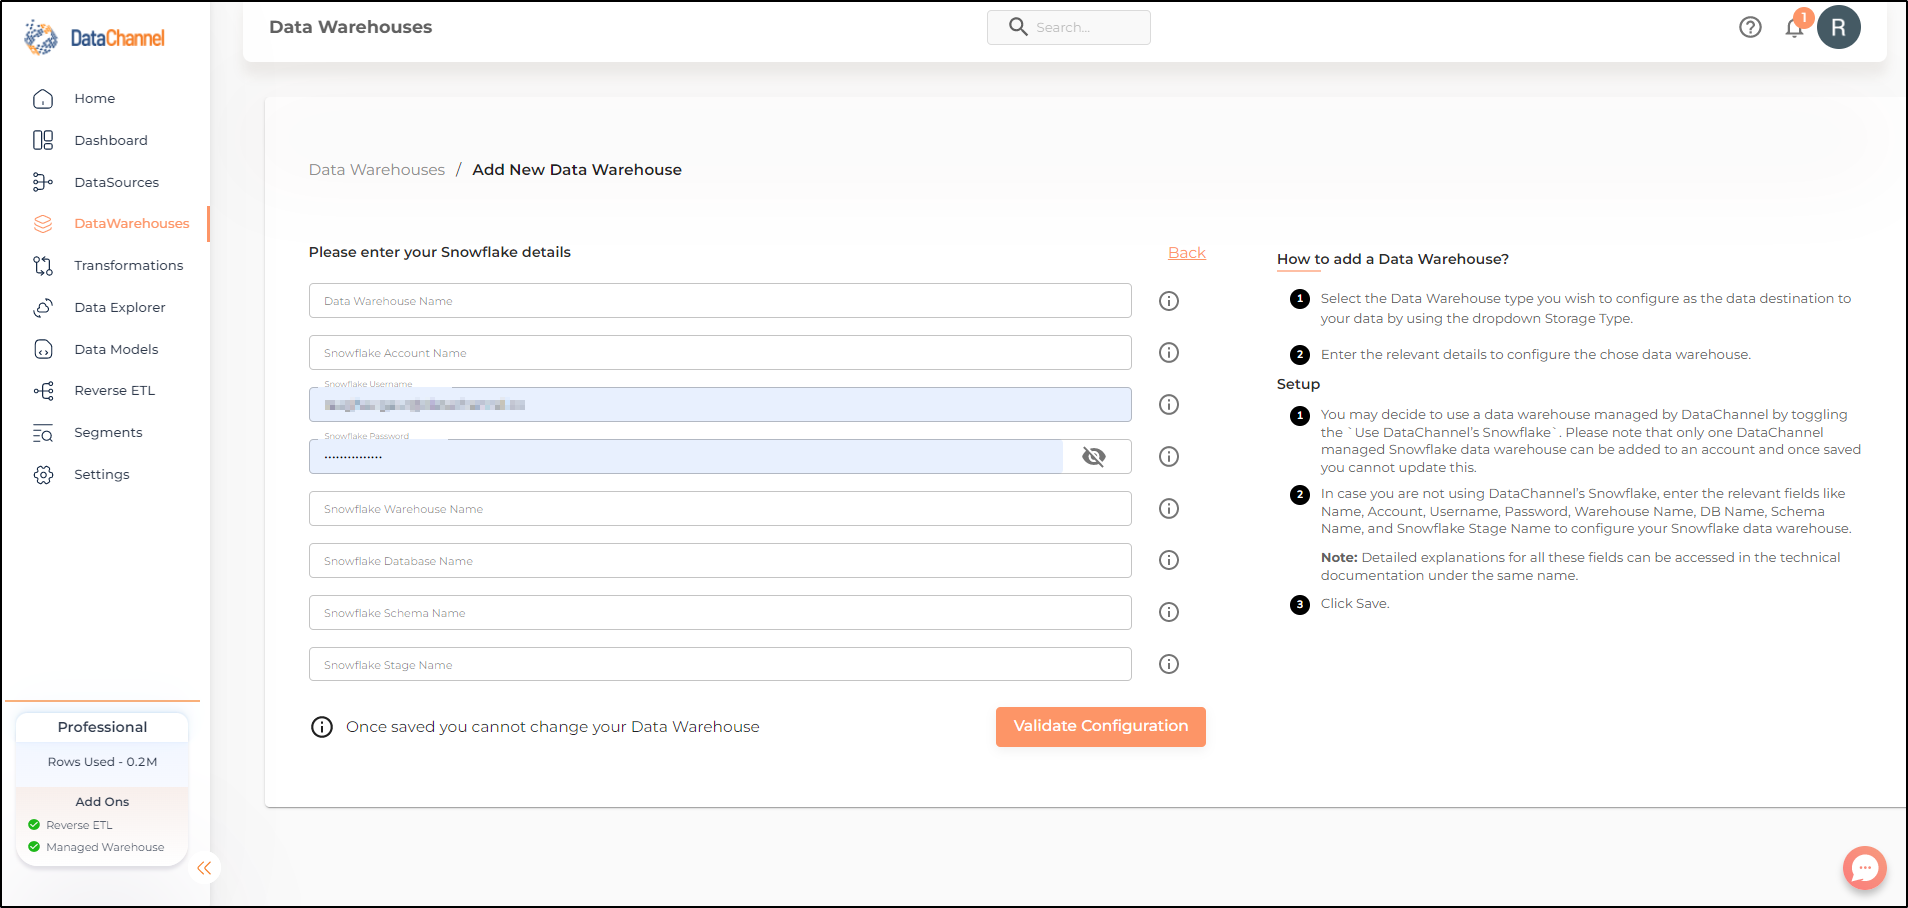 DataChannel
Home
Dashboard
DataSources
DataWarehouses
Transformations
Data Explorer
Data Models
Reverse ETL
Segments
Settings
Professional
Rows Used - 0.2M
Add Ons
Reverse ETL
Managed Warehouse
Data Warehouses
Search...
1
R
Data Warehouses / Add New Data Warehouse
Please enter your Snowflake details
Back
Data Warehouse Name
Snowflake Account Name
Snowflake Username
Snowflake Password
Snowflake Warehouse Name
Snowflake Database Name
Snowflake Schema Name
Snowflake Stage Name
Once saved you cannot change your Data Warehouse
Validate Configuration
How to add a Data Warehouse?
1 Select the Data Warehouse type you wish to configure as the data destination to
your data by using the dropdown Storage Type.
2 Enter the relevant details to configure the chose data warehouse.
Setup
1 You may decide to use a data warehouse managed by DataChannel by toggling
the `Use DataChannel's Snowflake`. Please note that only one DataChannel
managed Snowflake data warehouse can be added to an account and once saved
you cannot update this.
2 In case you are not using DataChannel's Snowflake, enter the relevant fields like
Name, Account, Username, Password, Warehouse Name, DB Name, Schema
Name, and Snowflake Stage Name to configure your Snowflake data warehouse.
Note: Detailed explanations for all these fields can be accessed in the technical
documentation under the same name.
3 Click Save.